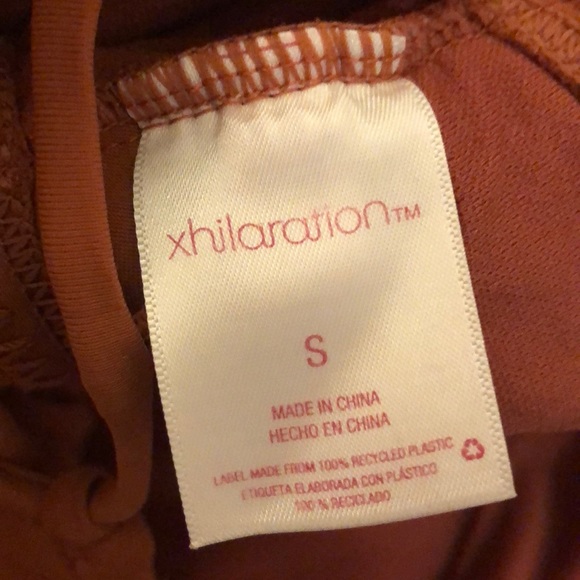 xhilaration™
S
MADE IN CHINA
HECHO EN CHINA
LABEL MADE FROM 100% RECYCLED PLASTIC
ETIQUETA ELABORADA CON PLÁSTICO
100 % RECICLADO